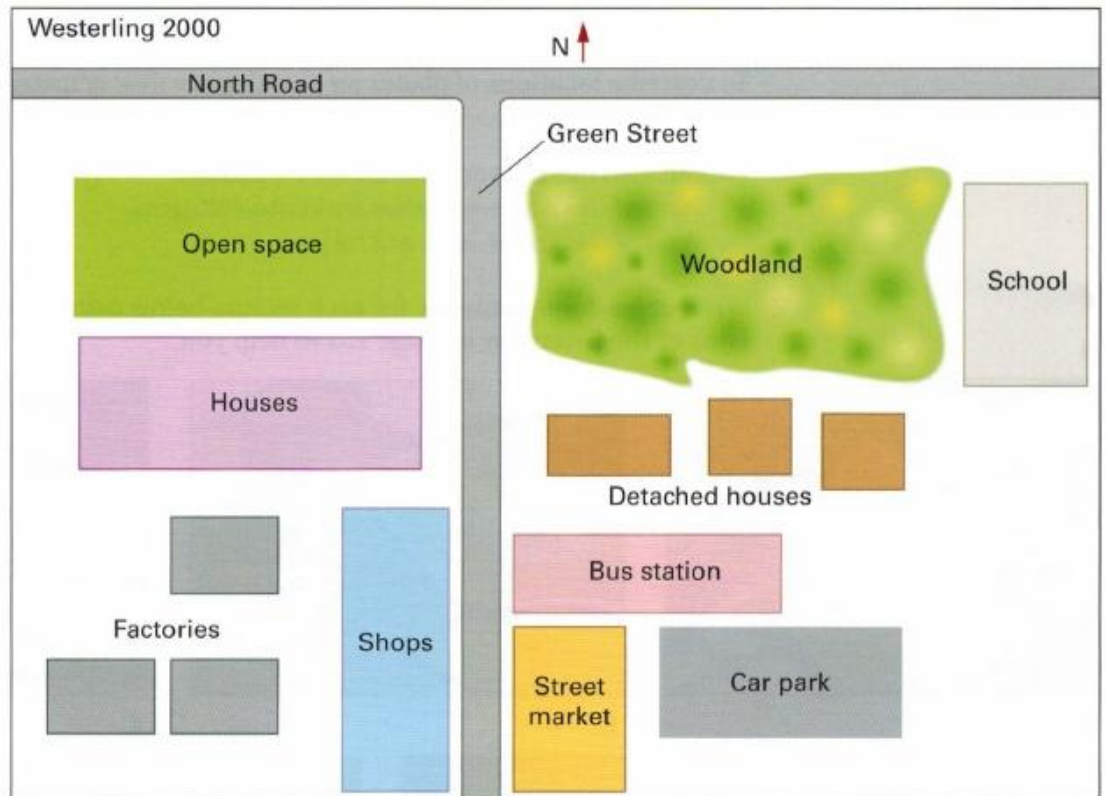 Westerling 2000
N
North Road
Green Street
Open space
Woodland
School
Houses
Detached houses
Bus station
Factories
Shops
Street
market
Car park